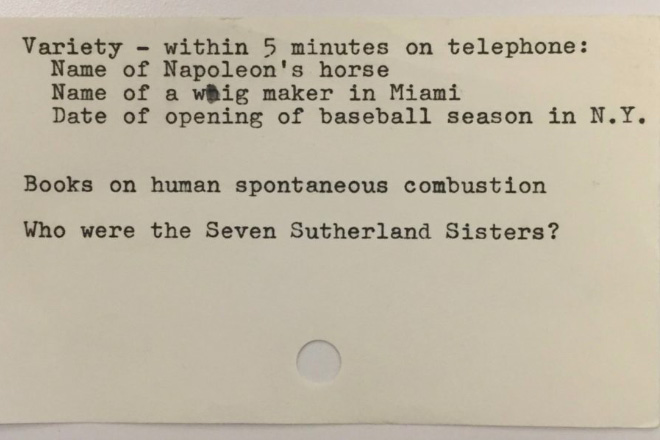 Variety - within 5 minutes on telephone:
Name of Napoleon's horse
Name of a wig maker in Miami
Date of opening of baseball season in N.Y.
Books on human spontaneous combustion
Who were the Seven Sutherland Sisters?